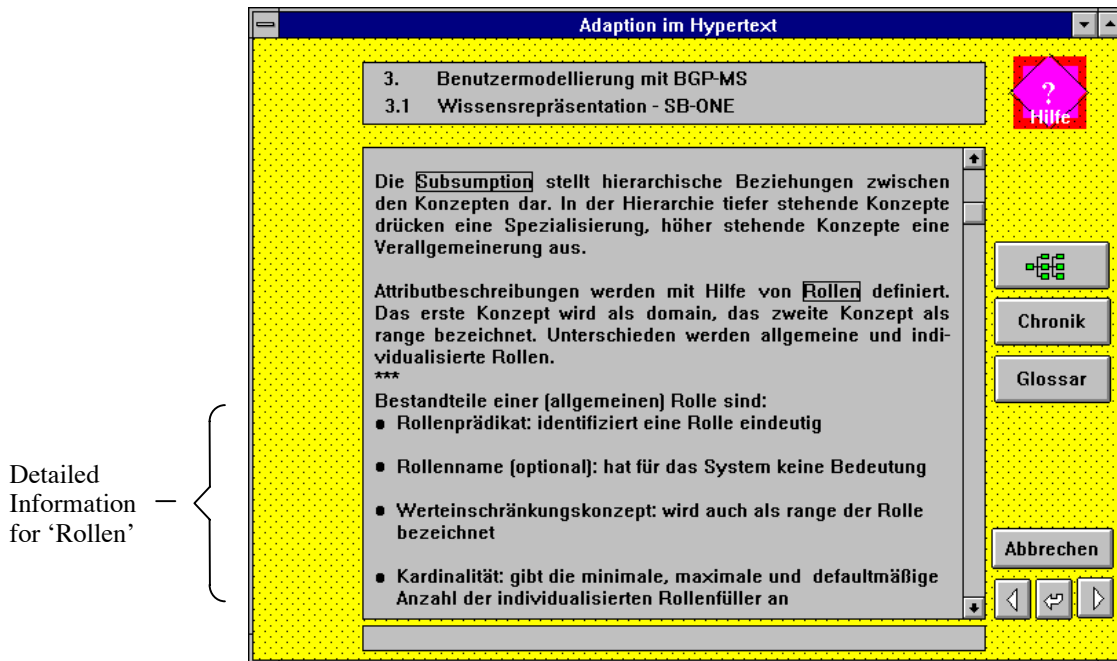 Adaption im Hypertext
3. Benutzermodellierung mit BGP-MS
3.1 Wissensrepräsentation - SB-ONE
?
Hilfe
Die Subsumption stellt hierarchische Beziehungen zwischen
den Konzepten dar. In der Hierarchie tiefer stehende Konzepte
drücken eine Spezialisierung, höher stehende Konzepte eine
Verallgemeinerung aus.
Attributbeschreibungen werden mit Hilfe von Rollen definiert.
Das erste Konzept wird als domain, das zweite Konzept als
range bezeichnet. Unterschieden werden allgemeine und indi-
vidualisierte Rollen.
***
Bestandteile einer (allgemeinen) Rolle sind:
• Rollenprädikat: identifiziert eine Rolle eindeutig
• Rollenname (optional): hat für das System keine Bedeutung
• Werteinschränkungskonzept: wird auch als range der Rolle
bezeichnet
• Kardinalität: gibt die minimale, maximale und defaultmäßige
Anzahl der individualisierten Rollenfüller an
Chronik
Glossar
Abbrechen
Detailed
Information
for ‘Rollen’